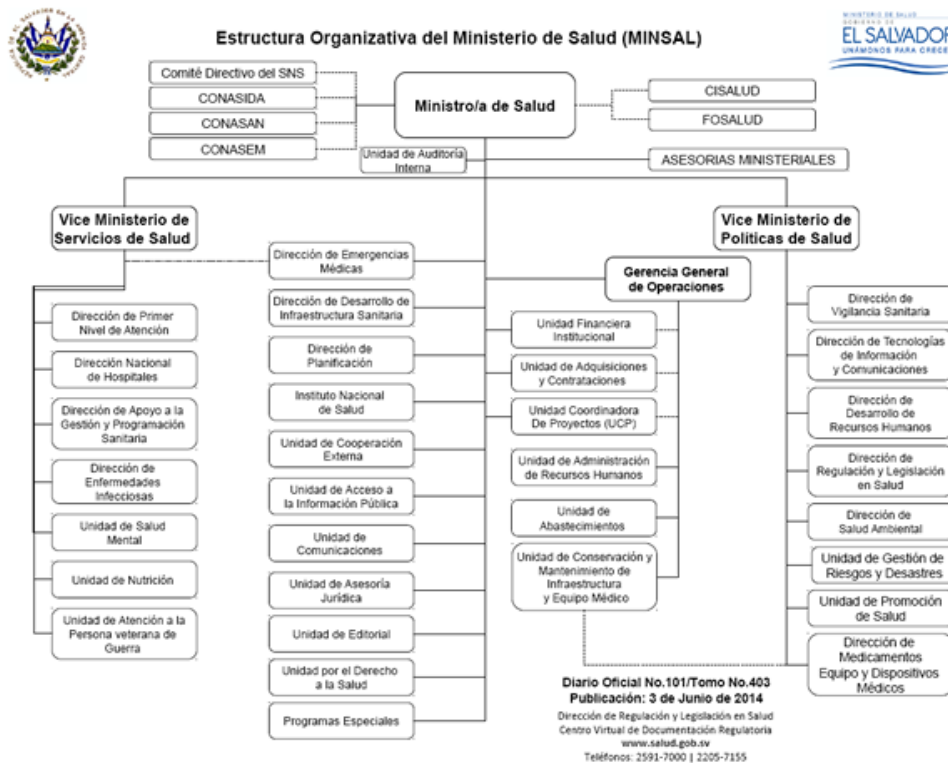 Estructura Organizativa del Ministerio de Salud (MINSAL)
MINISTERIO DE SALUD
GOBIERNO DE
EL SALVADOR
UNÁMONOS PARA CRECER
Comité Directivo del SNS
CONASIDA
CONASAN
CONASEM
Ministro/a de Salud
CISALUD
FOSALUD
Unidad de Auditoría
Interna
ASESORIAS MINISTERIALES
Vice Ministerio de
Servicios de Salud
Dirección de Primer
Nivel de Atención
Dirección Nacional
de Hospitales
Dirección de Apoyo a la
Gestión y Programación
Sanitaria
Dirección de
Enfermedades
Infecciosas
Unidad de Salud
Mental
Unidad de Nutrición
Unidad de Atención a la
Persona veterana de
Guerra
Dirección de Emergencias
Médicas
Dirección de Desarrollo de
Infraestructura Sanitaria
Dirección de
Planificación
Instituto Nacional
de Salud
Unidad de Cooperación
Externa
Unidad de Acceso a
la Información Pública
Unidad de
Comunicaciones
Unidad de Asesoría
Jurídica
Unidad de Editorial
Unidad por el Derecho
a la Salud
Programas Especiales
Gerencia General
de Operaciones
Unidad Financiera
Institucional
Unidad de Adquisiciones
y Contrataciones
Unidad Coordinadora
De Proyectos (UCP)
Unidad de Administración
de Recursos Humanos
Unidad de
Abastecimientos
Unidad de Conservación y
Mantenimiento de
Infraestructura
y Equipo Médico
Vice Ministerio de
Políticas de Salud
Dirección de
Vigilancia Sanitaria
Dirección de Tecnologías
de Información
y Comunicaciones
Dirección de
Desarrollo de
Recursos Humanos
Dirección de
Regulación y Legislación
en Salud
Dirección de
Salud Ambiental
Unidad de Gestión de
Riesgos y Desastres
Unidad de Promoción
de Salud
Dirección de
Medicamentos
Equipo y Dispositivos
Médicos
Diario Oficial No.101/Tomo No.403
Publicación: 3 de Junio de 2014
Dirección de Regulación y Legislación en Salud
Centro Virtual de Documentación Regulatoria
www.salud.gob.sv
Teléfonos: 2591-7000 | 2205-7155